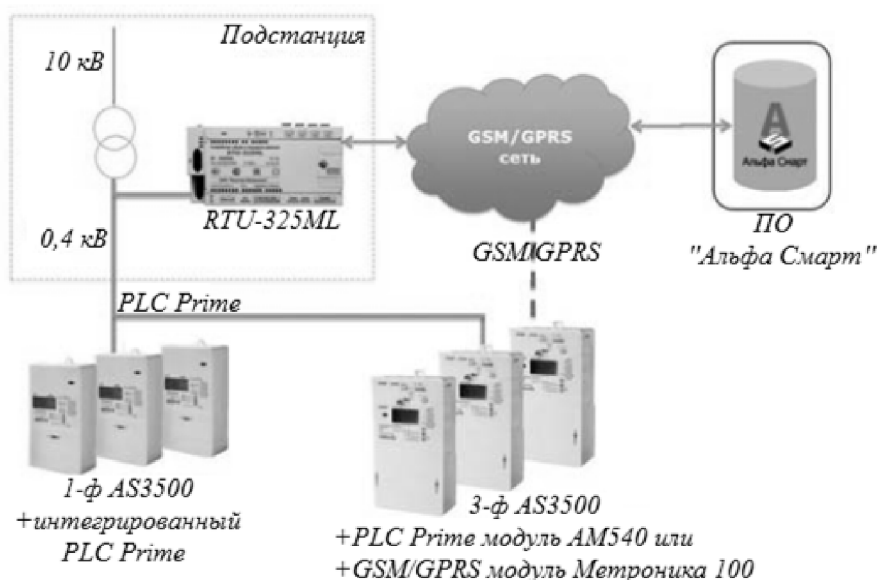 Подстанция
10 кВ
RTU-325ML
0,4 кВ
GSM/GPRS
сеть
Альфа Смарт
ПО
"Альфа Смарт"
GSM/GPRS
PLC Prime
1-ф AS3500
+интегрированный
PLC Prime
3-ф AS3500
+PLC Prime модуль AM540 или
+GSM/GPRS модуль Метроника 100